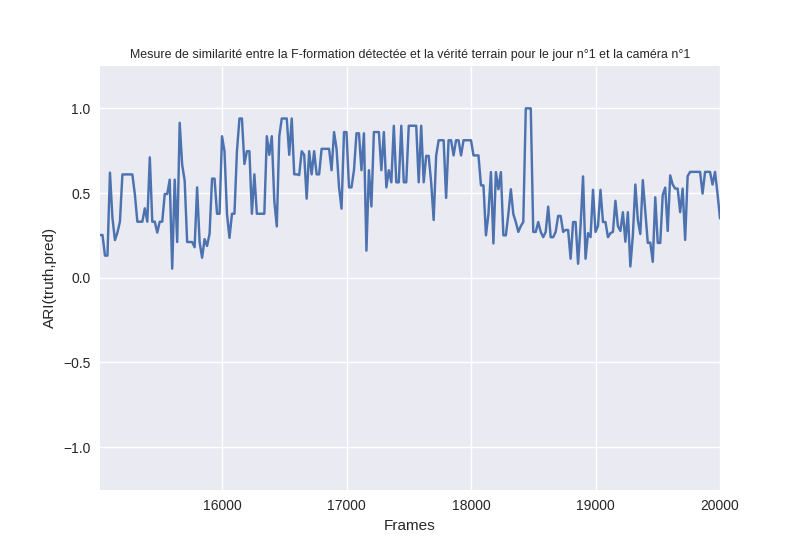 Mesure de similarité entre la F-formation détectée et la vérité terrain pour le jour n°1 et la caméra n°1
1.0
0.5
0.0
−0.5
−1.0
ARI(truth,pred)
16000 17000 18000 19000 20000
Frames